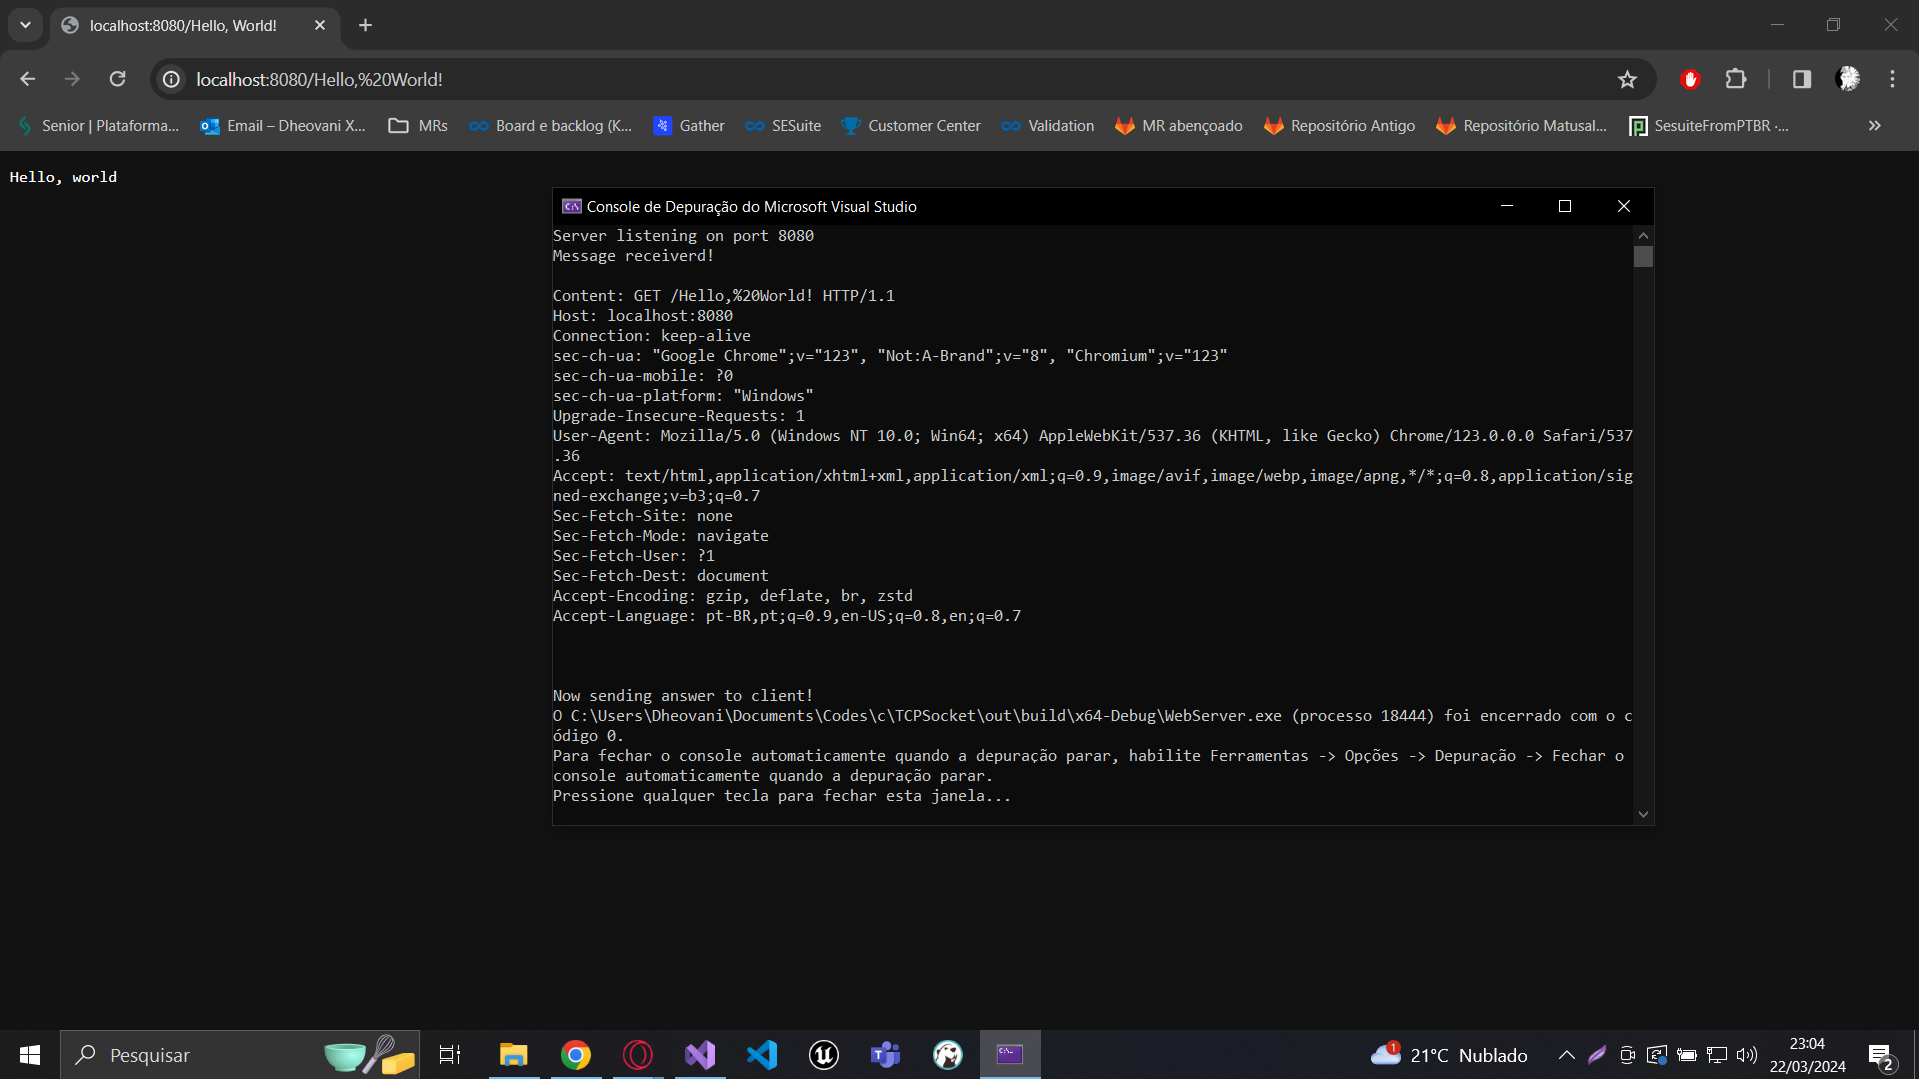 localhost:8080/Hello, World!
localhost:8080/Hello,%20World!
Senior | Plataforma...
Email – Dheovani X...
MRs
Board e backlog (K...
Gather
SESuite
Customer Center
Validation
MR abençoado
Repositório Antigo
Repositório Matusal...
SesuiteFromPTBR ·...
Hello, world
Console de Depuração do Microsoft Visual Studio
Server listening on port 8080
Message receiverd!
Content: GET /Hello,%20World! HTTP/1.1
Host: localhost:8080
Connection: keep-alive
sec-ch-ua: "Google Chrome";v="123", "Not:A-Brand";v="8", "Chromium";v="123"
sec-ch-ua-mobile: ?0
sec-ch-ua-platform: "Windows"
Upgrade-Insecure-Requests: 1
User-Agent: Mozilla/5.0 (Windows NT 10.0; Win64; x64) AppleWebKit/537.36 (KHTML, like Gecko) Chrome/123.0.0.0 Safari/537
.36
Accept: text/html,application/xhtml+xml,application/xml;q=0.9,image/avif,image/webp,image/apng,*/*;q=0.8,application/sig
ned-exchange;v=b3;q=0.7
Sec-Fetch-Site: none
Sec-Fetch-Mode: navigate
Sec-Fetch-User: ?1
Sec-Fetch-Dest: document
Accept-Encoding: gzip, deflate, br, zstd
Accept-Language: pt-BR,pt;q=0.9,en-US;q=0.8,en;q=0.7
Now sending answer to client!
O C:\Users\Dheovani\Documents\Codes\c\TCPSocket\out\build\x64-Debug\WebServer.exe (processo 18444) foi encerrado com o c
ódigo 0.
Para fechar o console automaticamente quando a depuração parar, habilite Ferramentas -> Opções -> Depuração -> Fechar o
console automaticamente quando a depuração parar.
Pressione qualquer tecla para fechar esta janela...
Pesquisar
1
21°C Nublado
23:04
22/03/2024
2